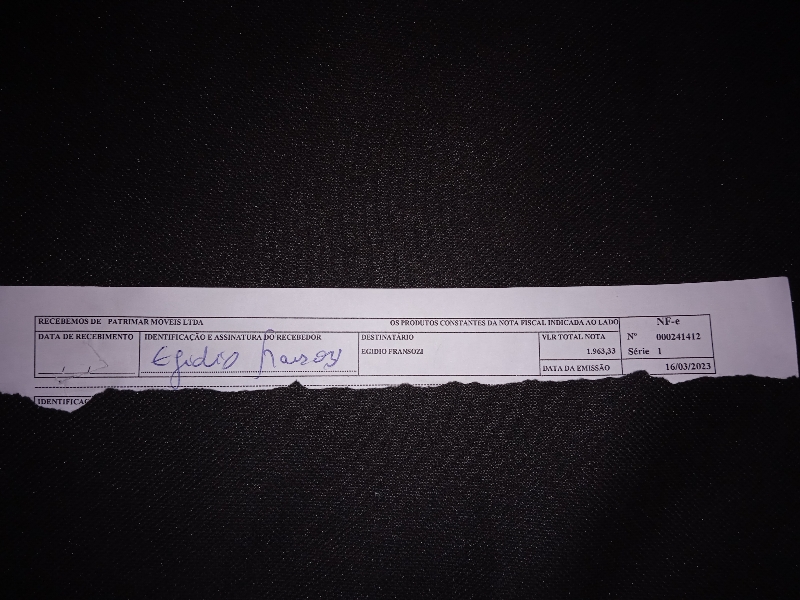 RECEBEMOS DE PATRIMAR MÓVEIS LTDA OS PRODUTOS CONSTANTES DA NOTA FISCAL INDICADA AO LADO
NF-e
Nº 000241412
Série 1
DATA DE RECEBIMENTO
IDENTIFICAÇÃO E ASSINATURA DO RECEBEDOR
Egidio Fransozi
DESTINATÁRIO
EGIDIO FRANSOZI
VLR TOTAL NOTA
1.963,33
DATA DA EMISSÃO
16/03/2023